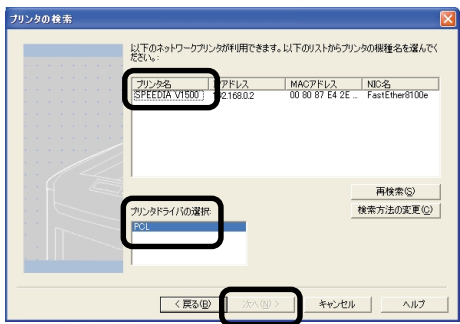 プリンタの検索
以下のネットワークプリンタが利用できます。以下のリストからプリンタの機種名を選んでく
ださい。:
プリンタ名 アドレス MACアドレス NIC名
SPEEDIA V1500 192.168.0.2 00 80 87 E4 2E ... FastEther8100e
再検索(S)
検索方法の変更(C)
プリンタドライバの選択:
PCL
< 戻る(B) 次へ(N) > キャンセル ヘルプ